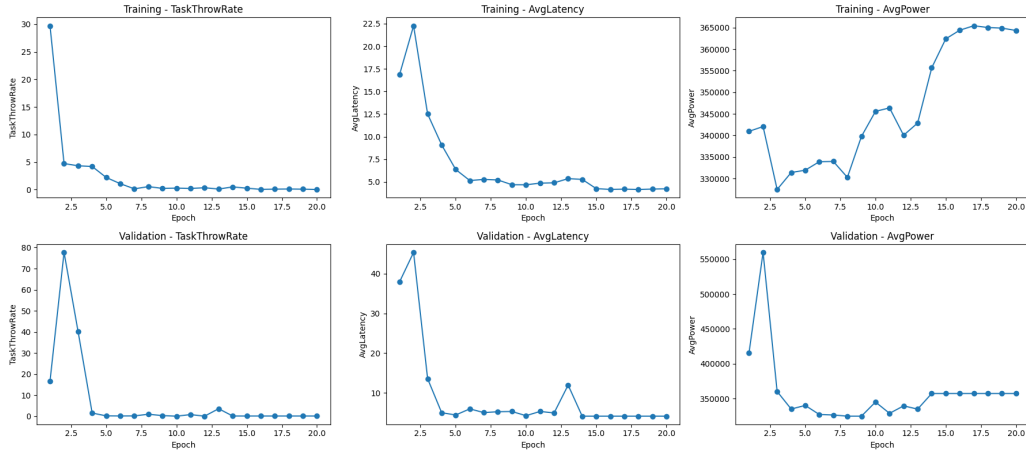 Training - TaskThrowRate
TaskThrowRate
30
25
20
15
10
5
0
2.5 5.0 7.5 10.0 12.5 15.0 17.5 20.0
Epoch
Training - AvgLatency
AvgLatency
22.5
20.0
17.5
15.0
12.5
10.0
7.5
5.0
2.5 5.0 7.5 10.0 12.5 15.0 17.5 20.0
Epoch
Training - AvgPower
AvgPower
365000
360000
355000
350000
345000
340000
335000
330000
2.5 5.0 7.5 10.0 12.5 15.0 17.5 20.0
Epoch
Validation - TaskThrowRate
TaskThrowRate
80
70
60
50
40
30
20
10
0
2.5 5.0 7.5 10.0 12.5 15.0 17.5 20.0
Epoch
Validation - AvgLatency
AvgLatency
40
30
20
10
2.5 5.0 7.5 10.0 12.5 15.0 17.5 20.0
Epoch
Validation - AvgPower
AvgPower
550000
500000
450000
400000
350000
2.5 5.0 7.5 10.0 12.5 15.0 17.5 20.0
Epoch